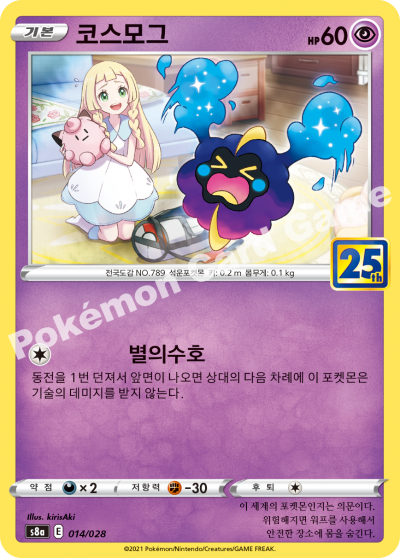 기본 코스모그 HP 60
전국도감 NO.789 성운포켓몬 키: 0.2 m 몸무게: 0.1 kg
25th
Pokémon Card Game
별의수호
동전을 1번 던져서 앞면이 나오면 상대의 다음 차례에 이 포켓몬은
기술의 데미지를 받지 않는다.
약점 ×2 저항력 -30 후퇴
Illus. kirisAki
s8a E 014/028
이 세계의 포켓몬인지는 의문이다.
위험해지면 워프를 사용해서
안전한 장소에 몸을 숨긴다.
©2021 Pokémon/Nintendo/Creatures/GAME FREAK.